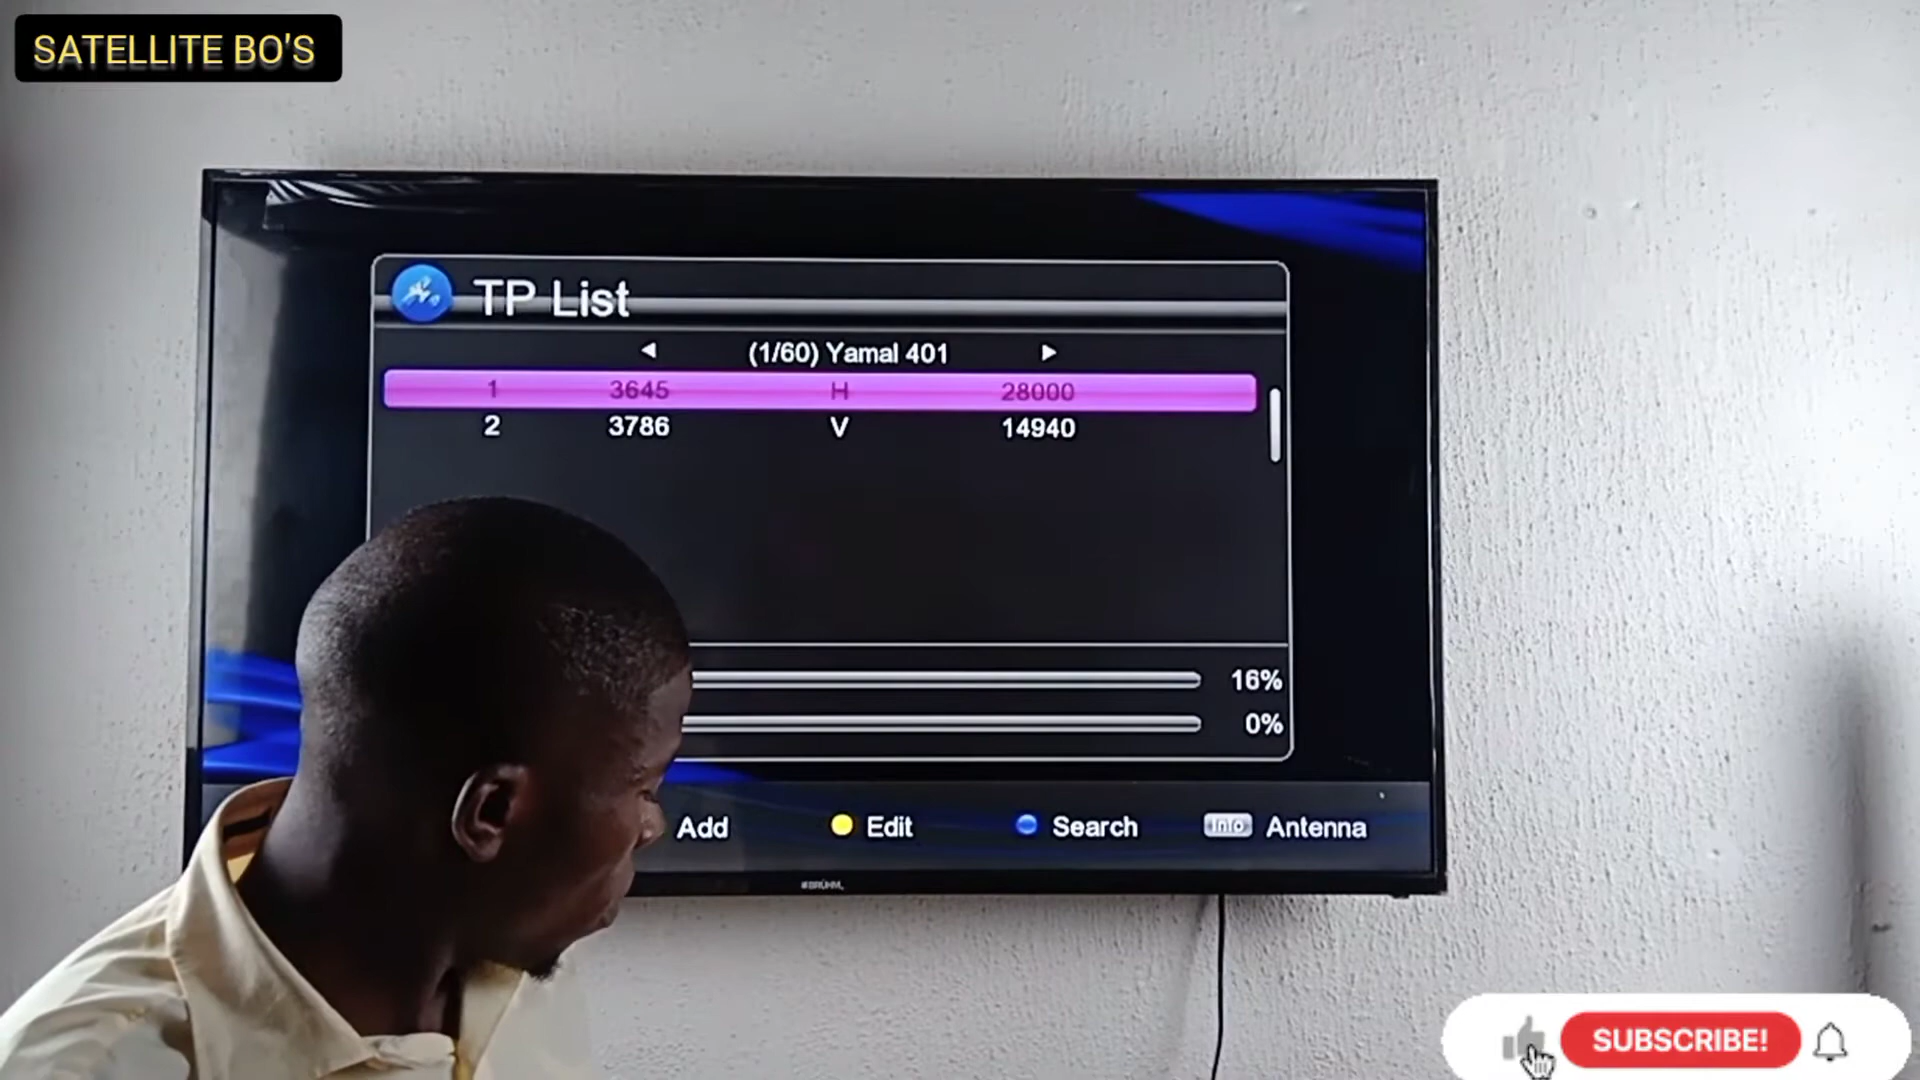 SATELLITE BO'S
TP List
(1/60) Yamal 401
1 3645 H 28000
2 3786 V 14940
16%
0%
Add Edit Search Info Antenna
BRUHM
SUBSCRIBE!